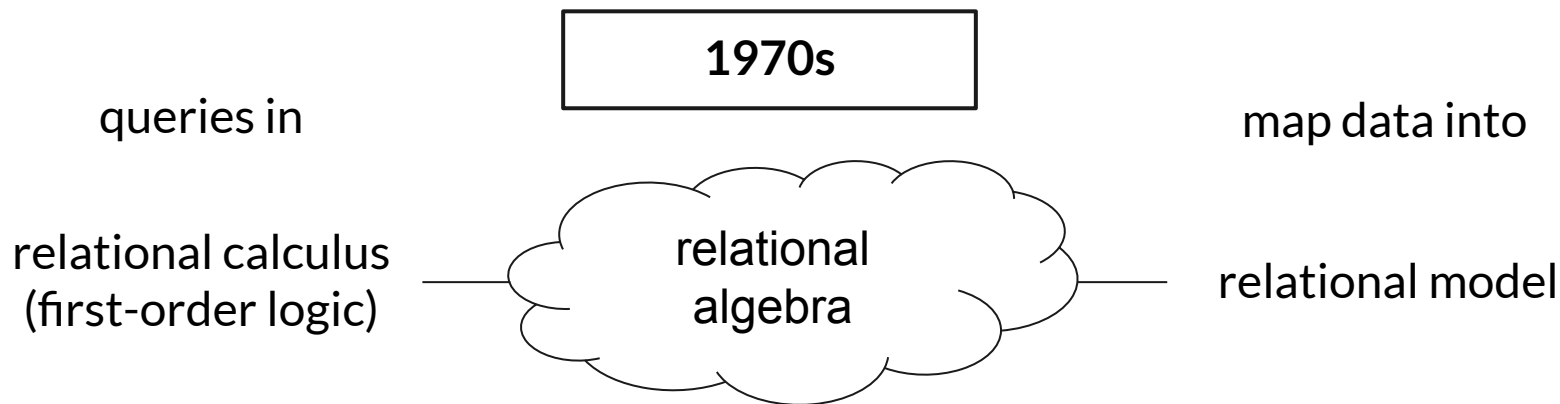 1970s
queries in
map data into
relational calculus
(first-order logic)
relational
algebra
relational model